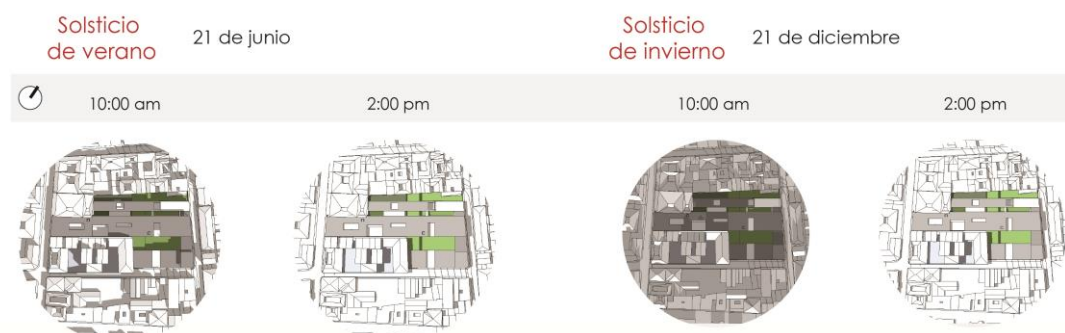 Solsticio
de verano
21 de junio
Solsticio
de invierno
21 de diciembre
10:00 am
2:00 pm
10:00 am
2:00 pm